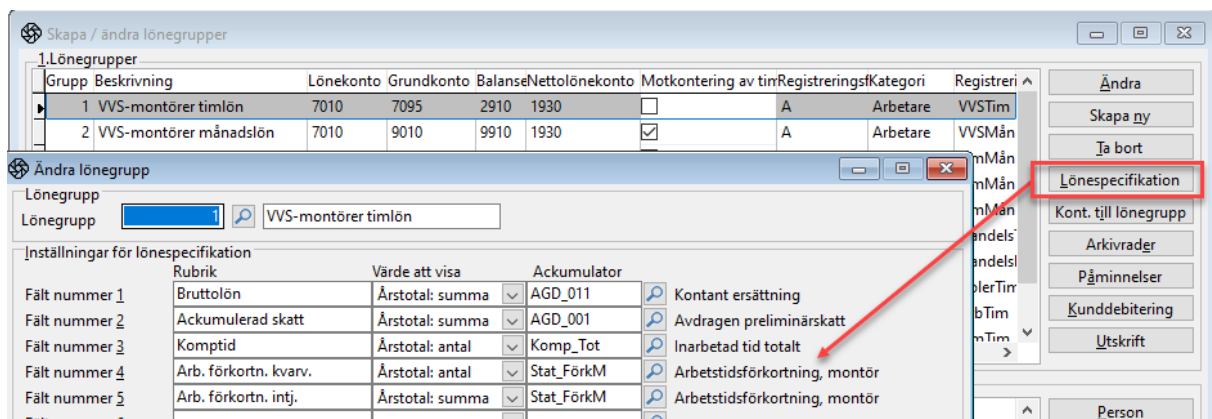 Skapa / ändra lönegrupper
1.Lönegrupper
Grupp Beskrivning Lönekonto Grundkonto Balanse Nettolönekonto Motkontering av tim Registreringsf Kategori Registreri
1 VVS-montörer timlön 7010 7095 2910 1930 A Arbetare VVSTim
2 VVS-montörer månadslön 7010 9010 9910 1930 A Arbetare VVSMån
Ändra
Skapa ny
Ta bort
Lönespecifikation
Kont. till lönegrupp
Arkivrader
Påminnelser
Kunddebitering
Utskrift
Person
Ändra lönegrupp
Lönegrupp
Lönegrupp 1 VVS-montörer timlön
Inställningar för lönespecifikation
Rubrik Värde att visa Ackumulator
Fält nummer 1 Bruttolön Årstotal: summa AGD_011 Kontant ersättning
Fält nummer 2 Ackumulerad skatt Årstotal: summa AGD_001 Avdragen preliminärskatt
Fält nummer 3 Komptid Årstotal: antal Komp_Tot Inarbetad tid totalt
Fält nummer 4 Arb. förkortn. kvarv. Årstotal: antal Stat_FörkM Arbetstidsförkortning, montör
Fält nummer 5 Arb. förkortn. intj. Årstotal: summa Stat_FörkM Arbetstidsförkortning, montör